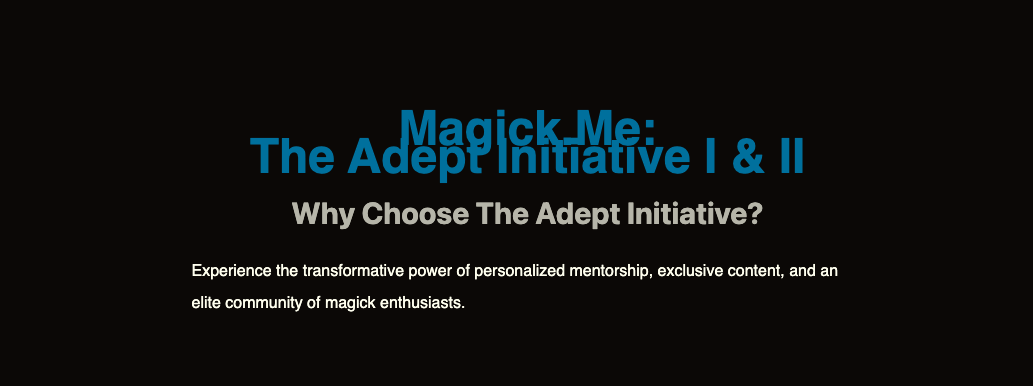 Magick Me:
The Adept Initiative I & II
Why Choose The Adept Initiative?
Experience the transformative power of personalized mentorship, exclusive content, and an
elite community of magick enthusiasts.